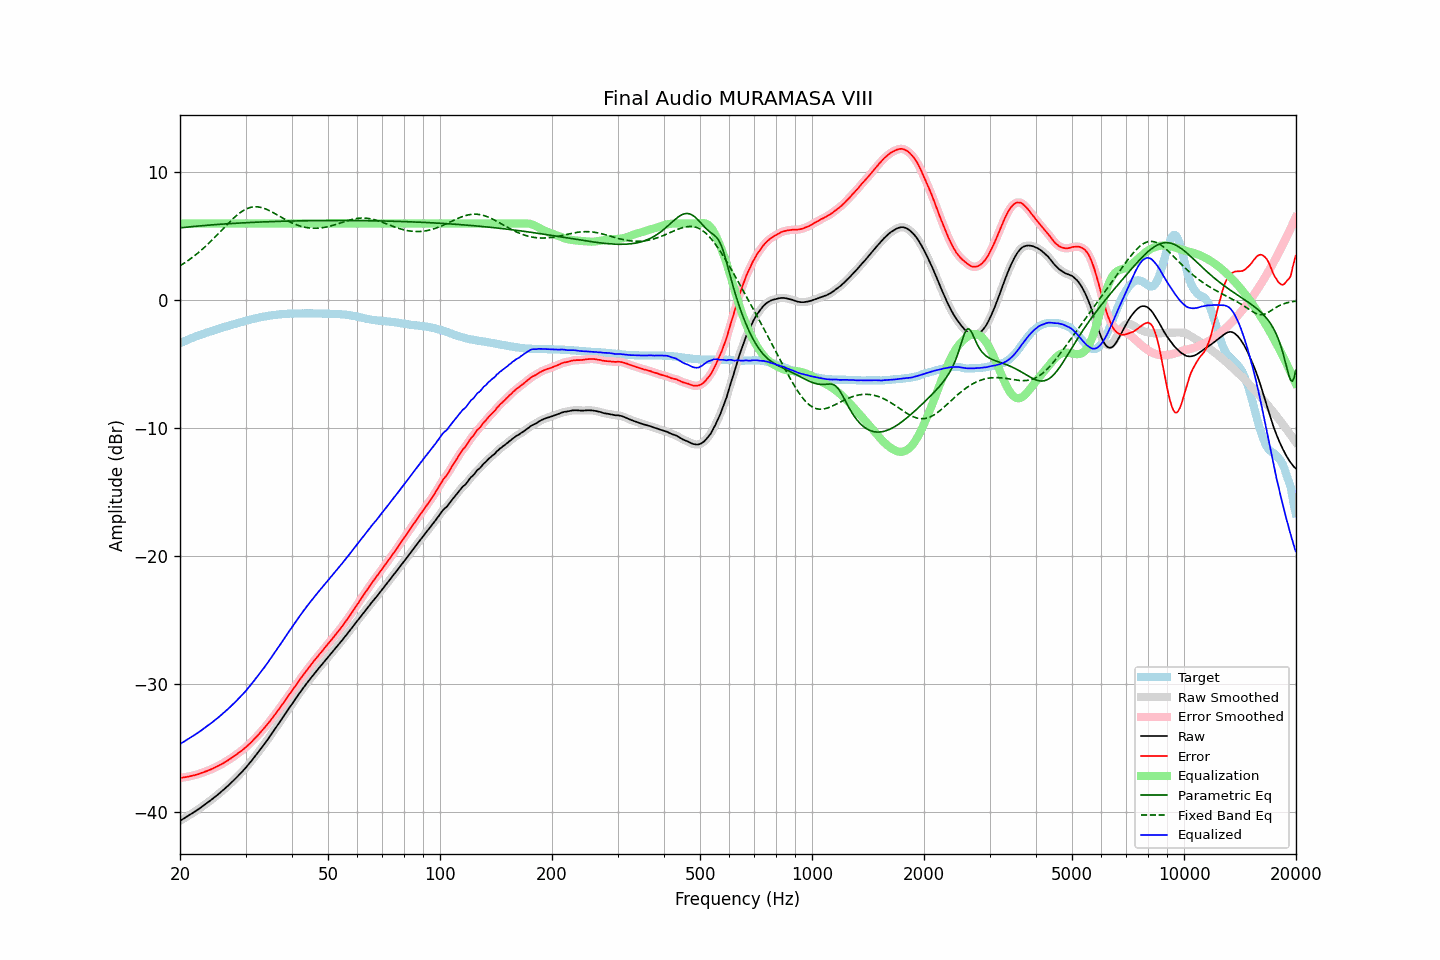 Final Audio MURAMASA VIII
Amplitude (dBr)
10
0
−10
−20
−30
−40
20
50
100
200
500
1000
2000
5000
10000
20000
Frequency (Hz)
Target
Raw Smoothed
Error Smoothed
Raw
Error
Equalization
Parametric Eq
Fixed Band Eq
Equalized